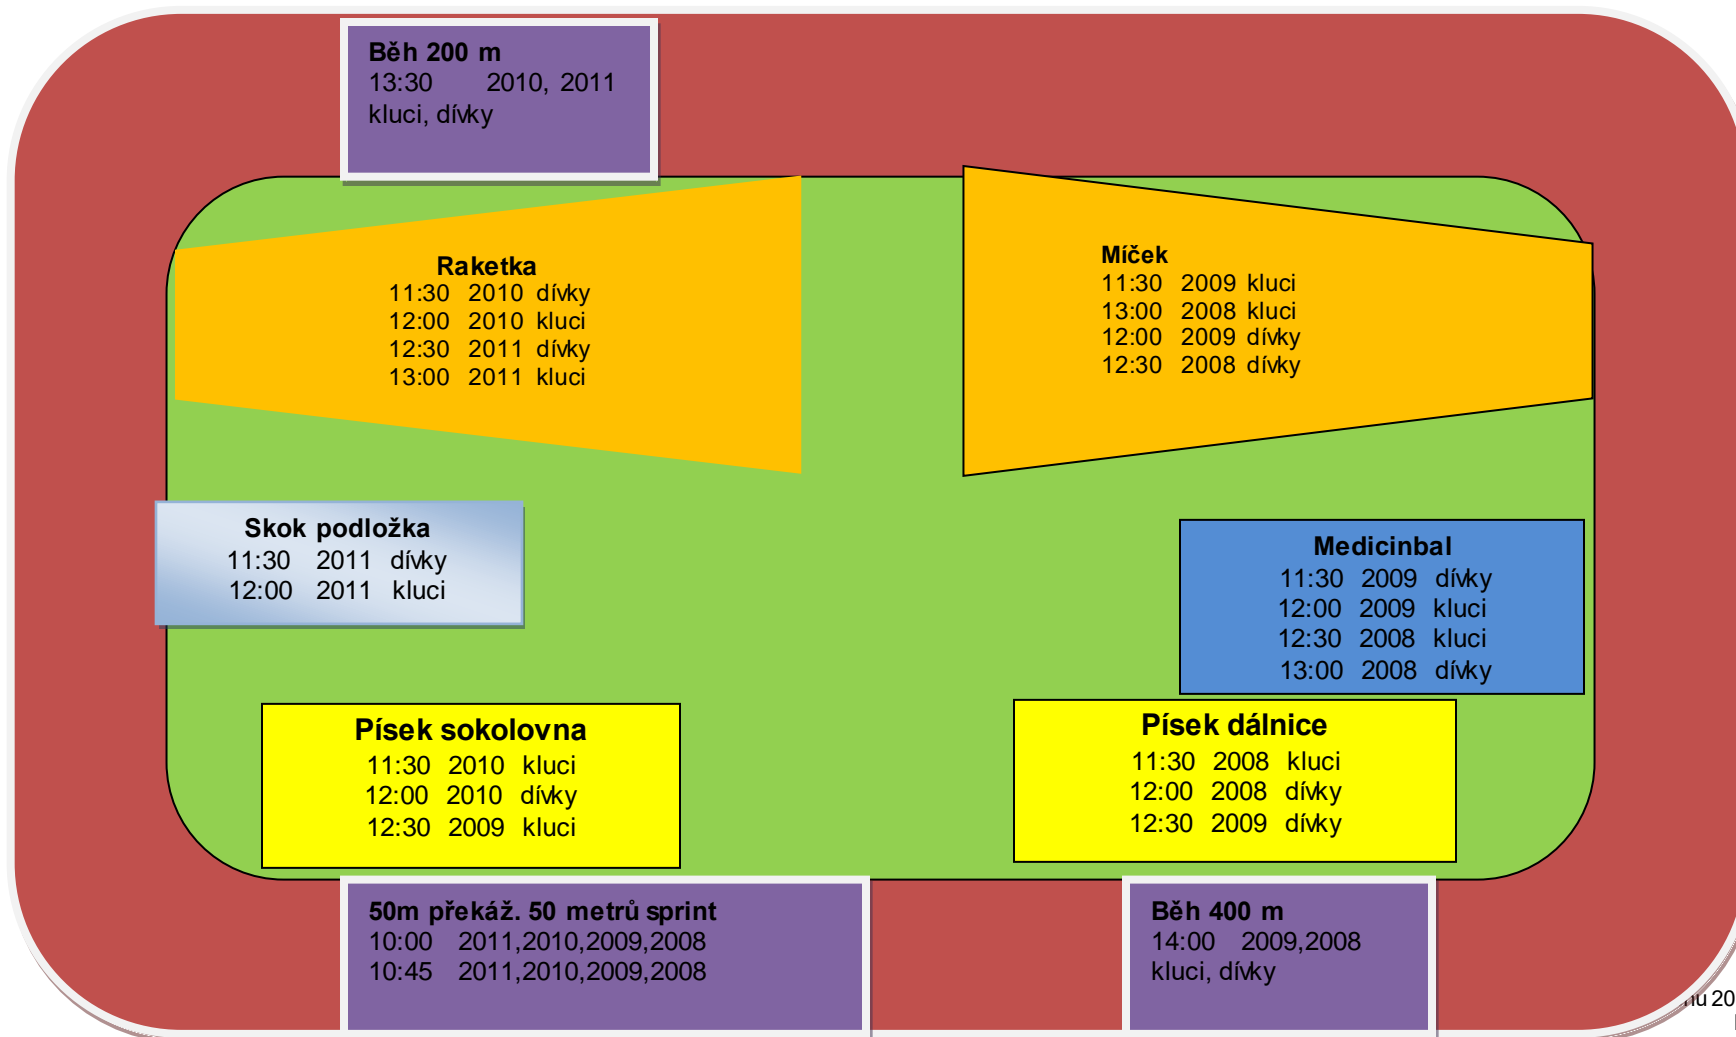 Běh 200 m
13:30 2010, 2011
kluci, dívky
Raketka
11:30 2010 dívky
12:00 2010 kluci
12:30 2011 dívky
13:00 2011 kluci
Míček
11:30 2009 kluci
13:00 2008 kluci
12:00 2009 dívky
12:30 2008 dívky
Skok podložka
11:30 2011 dívky
12:00 2011 kluci
Medicinbal
11:30 2009 dívky
12:00 2009 kluci
12:30 2008 kluci
13:00 2008 dívky
Písek sokolovna
11:30 2010 kluci
12:00 2010 dívky
12:30 2009 kluci
Písek dálnice
11:30 2008 kluci
12:00 2008 dívky
12:30 2009 dívky
50m překáž. 50 metrů sprint
10:00 2011,2010,2009,2008
10:45 2011,2010,2009,2008
Běh 400 m
14:00 2009,2008
kluci, dívky